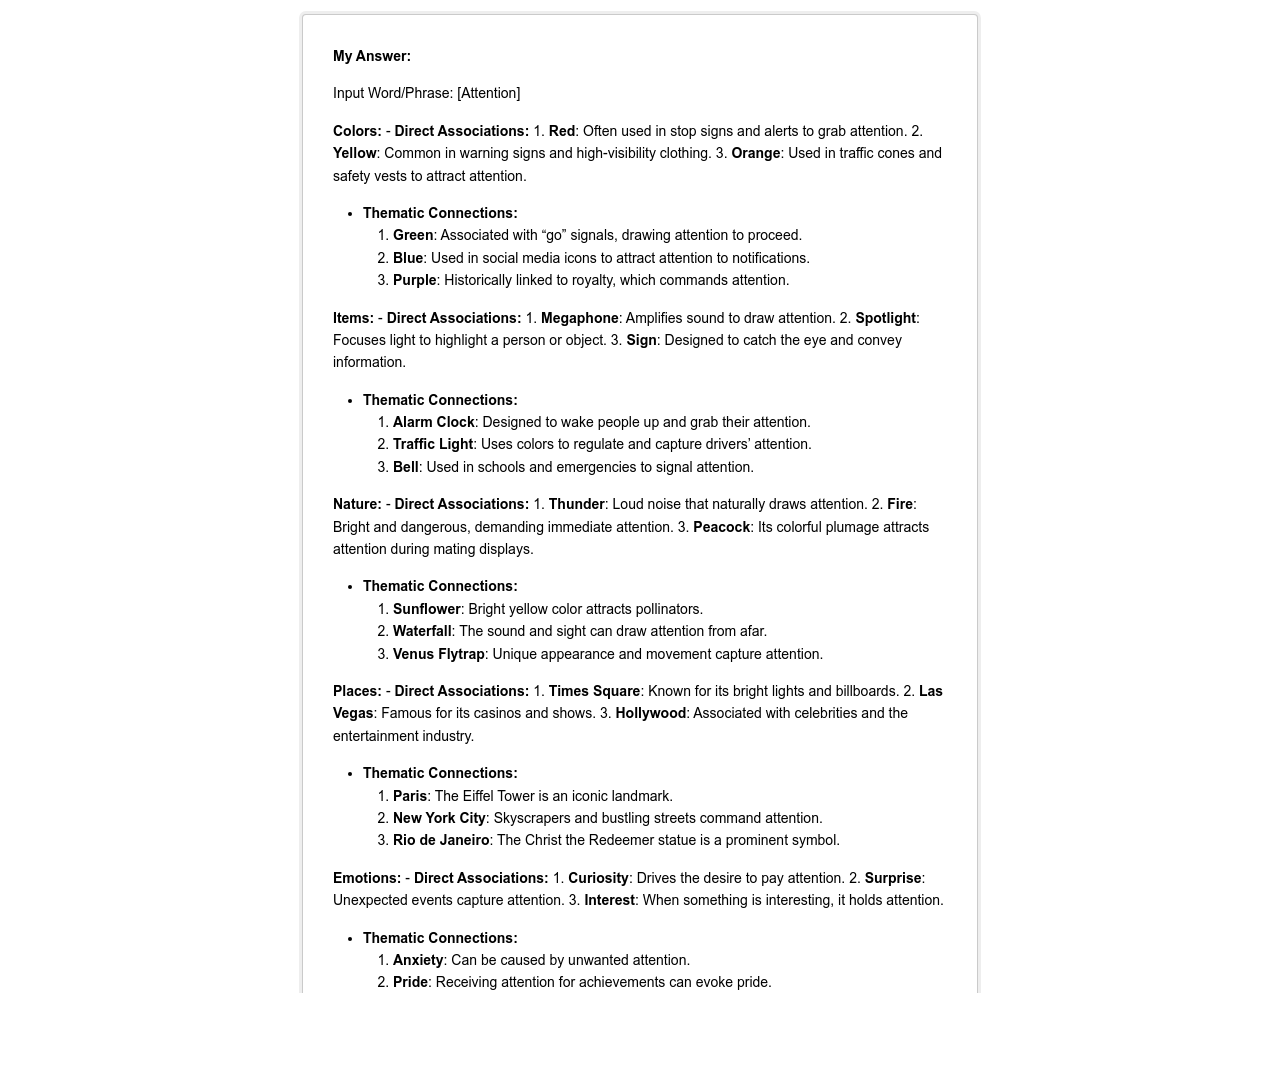 My Answer:
Input Word/Phrase: [Attention]
Colors: - Direct Associations: 1. Red: Often used in stop signs and alerts to grab attention. 2.
Yellow: Common in warning signs and high-visibility clothing. 3. Orange: Used in traffic cones and
safety vests to attract attention.
• Thematic Connections:
1. Green: Associated with “go” signals, drawing attention to proceed.
2. Blue: Used in social media icons to attract attention to notifications.
3. Purple: Historically linked to royalty, which commands attention.
Items: - Direct Associations: 1. Megaphone: Amplifies sound to draw attention. 2. Spotlight:
Focuses light to highlight a person or object. 3. Sign: Designed to catch the eye and convey
information.
• Thematic Connections:
1. Alarm Clock: Designed to wake people up and grab their attention.
2. Traffic Light: Uses colors to regulate and capture drivers’ attention.
3. Bell: Used in schools and emergencies to signal attention.
Nature: - Direct Associations: 1. Thunder: Loud noise that naturally draws attention. 2. Fire:
Bright and dangerous, demanding immediate attention. 3. Peacock: Its colorful plumage attracts
attention during mating displays.
• Thematic Connections:
1. Sunflower: Bright yellow color attracts pollinators.
2. Waterfall: The sound and sight can draw attention from afar.
3. Venus Flytrap: Unique appearance and movement capture attention.
Places: - Direct Associations: 1. Times Square: Known for its bright lights and billboards. 2. Las
Vegas: Famous for its casinos and shows. 3. Hollywood: Associated with celebrities and the
entertainment industry.
• Thematic Connections:
1. Paris: The Eiffel Tower is an iconic landmark.
2. New York City: Skyscrapers and bustling streets command attention.
3. Rio de Janeiro: The Christ the Redeemer statue is a prominent symbol.
Emotions: - Direct Associations: 1. Curiosity: Drives the desire to pay attention. 2. Surprise:
Unexpected events capture attention. 3. Interest: When something is interesting, it holds attention.
• Thematic Connections:
1. Anxiety: Can be caused by unwanted attention.
2. Pride: Receiving attention for achievements can evoke pride.